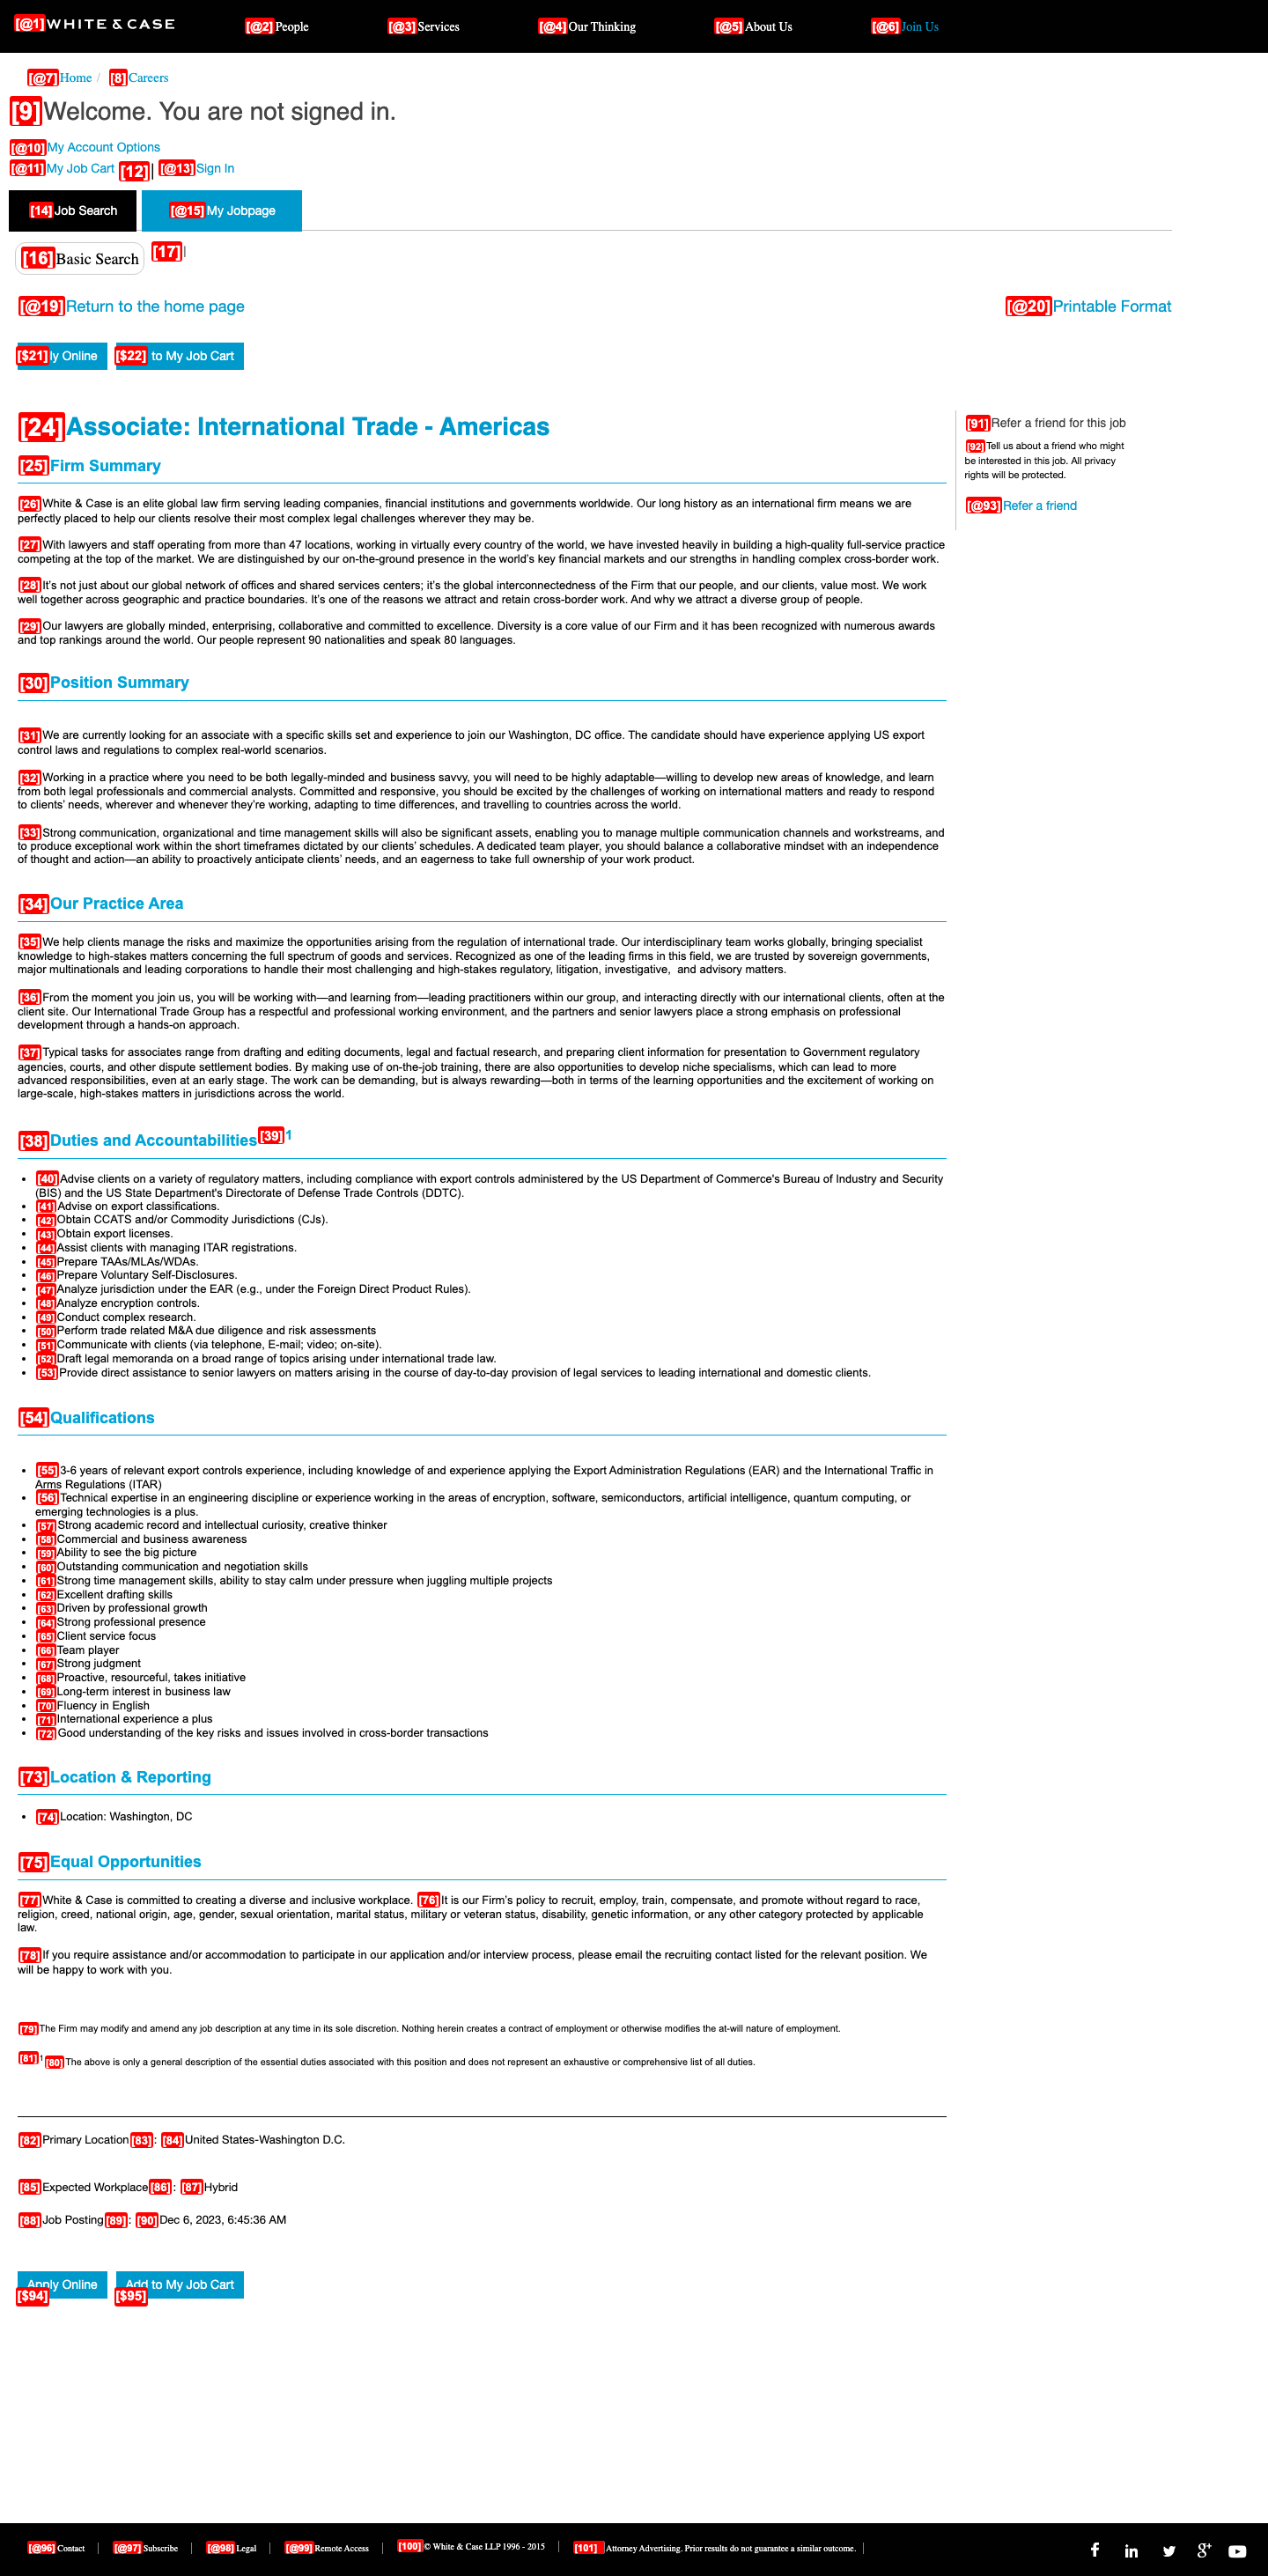 [@1] WHITE & CASE [@2] People [@3] Services [@4] Our Thinking [@5] About Us [@6] Join Us
[@7] Home / [8] Careers
[9] Welcome. You are not signed in.
[@10] My Account Options
[@11] My Job Cart [12] | [@13] Sign In
[14] Job Search [@15] My Jobpage
[16] Basic Search [17] |
[@19] Return to the home page [@20] Printable Format
[$21] ly Online [$22] to My Job Cart
[24] Associate: International Trade - Americas
[25] Firm Summary
[26] White & Case is an elite global law firm serving leading companies, financial institutions and governments worldwide. Our long history as an international firm means we are
perfectly placed to help our clients resolve their most complex legal challenges wherever they may be.
[27] With lawyers and staff operating from more than 47 locations, working in virtually every country of the world, we have invested heavily in building a high-quality full-service practice
competing at the top of the market. We are distinguished by our on-the-ground presence in the world's key financial markets and our strengths in handling complex cross-border work.
[28] It's not just about our global network of offices and shared services centers; it's the global interconnectedness of the Firm that our people, and our clients, value most. We work
well together across geographic and practice boundaries. It's one of the reasons we attract and retain cross-border work. And why we attract a diverse group of people.
[29] Our lawyers are globally minded, enterprising, collaborative and committed to excellence. Diversity is a core value of our Firm and it has been recognized with numerous awards
and top rankings around the world. Our people represent 90 nationalities and speak 80 languages.
[30] Position Summary
[31] We are currently looking for an associate with a specific skills set and experience to join our Washington, DC office. The candidate should have experience applying US export
control laws and regulations to complex real-world scenarios.
[32] Working in a practice where you need to be both legally-minded and business savvy, you will need to be highly adaptable—willing to develop new areas of knowledge, and learn
from both legal professionals and commercial analysts. Committed and responsive, you should be excited by the challenges of working on international matters and ready to respond
to clients' needs, wherever and whenever they're working, adapting to time differences, and travelling to countries across the world.
[33] Strong communication, organizational and time management skills will also be significant assets, enabling you to manage multiple communication channels and workstreams, and
to produce exceptional work within the short timeframes dictated by our clients' schedules. A dedicated team player, you should balance a collaborative mindset with an independence
of thought and action—an ability to proactively anticipate clients' needs, and an eagerness to take full ownership of your work product.
[34] Our Practice Area
[35] We help clients manage the risks and maximize the opportunities arising from the regulation of international trade. Our interdisciplinary team works globally, bringing specialist
knowledge to high-stakes matters concerning the full spectrum of goods and services. Recognized as one of the leading firms in this field, we are trusted by sovereign governments,
major multinationals and leading corporations to handle their most challenging and high-stakes regulatory, litigation, investigative, and advisory matters.
[36] From the moment you join us, you will be working with—and learning from—leading practitioners within our group, and interacting directly with our international clients, often at the
client site. Our International Trade Group has a respectful and professional working environment, and the partners and senior lawyers place a strong emphasis on professional
development through a hands-on approach.
[37] Typical tasks for associates range from drafting and editing documents, legal and factual research, and preparing client information for presentation to Government regulatory
agencies, courts, and other dispute settlement bodies. By making use of on-the-job training, there are also opportunities to develop niche specialisms, which can lead to more
advanced responsibilities, even at an early stage. The work can be demanding, but is always rewarding—both in terms of the learning opportunities and the excitement of working on
large-scale, high-stakes matters in jurisdictions across the world.
[38] Duties and Accountabilities [39] 1
• [40] Advise clients on a variety of regulatory matters, including compliance with export controls administered by the US Department of Commerce's Bureau of Industry and Security
(BIS) and the US State Department's Directorate of Defense Trade Controls (DDTC).
• [41] Advise on export classifications.
• [42] Obtain CCATS and/or Commodity Jurisdictions (CJs).
• [43] Obtain export licenses.
• [44] Assist clients with managing ITAR registrations.
• [45] Prepare TAAs/MLAs/WDAs.
• [46] Prepare Voluntary Self-Disclosures.
• [47] Analyze jurisdiction under the EAR (e.g., under the Foreign Direct Product Rules).
• [48] Analyze encryption controls.
• [49] Conduct complex research.
• [50] Perform trade related M&A due diligence and risk assessments
• [51] Communicate with clients (via telephone, E-mail; video; on-site).
• [52] Draft legal memoranda on a broad range of topics arising under international trade law.
• [53] Provide direct assistance to senior lawyers on matters arising in the course of day-to-day provision of legal services to leading international and domestic clients.
[54] Qualifications
• [55] 3-6 years of relevant export controls experience, including knowledge of and experience applying the Export Administration Regulations (EAR) and the International Traffic in
Arms Regulations (ITAR)
• [56] Technical expertise in an engineering discipline or experience working in the areas of encryption, software, semiconductors, artificial intelligence, quantum computing, or
emerging technologies is a plus.
• [57] Strong academic record and intellectual curiosity, creative thinker
• [58] Commercial and business awareness
• [59] Ability to see the big picture
• [60] Outstanding communication and negotiation skills
• [61] Strong time management skills, ability to stay calm under pressure when juggling multiple projects
• [62] Excellent drafting skills
• [63] Driven by professional growth
• [64] Strong professional presence
• [65] Client service focus
• [66] Team player
• [67] Strong judgment
• [68] Proactive, resourceful, takes initiative
• [69] Long-term interest in business law
• [70] Fluency in English
• [71] International experience a plus
• [72] Good understanding of the key risks and issues involved in cross-border transactions
[73] Location & Reporting
• [74] Location: Washington, DC
[75] Equal Opportunities
[77] White & Case is committed to creating a diverse and inclusive workplace. [76] It is our Firm's policy to recruit, employ, train, compensate, and promote without regard to race,
religion, creed, national origin, age, gender, sexual orientation, marital status, military or veteran status, disability, genetic information, or any other category protected by applicable
law.
[78] If you require assistance and/or accommodation to participate in our application and/or interview process, please email the recruiting contact listed for the relevant position. We
will be happy to work with you.
[79] The Firm may modify and amend any job description at any time in its sole discretion. Nothing herein creates a contract of employment or otherwise modifies the at-will nature of employment.
[81] 1 [80] The above is only a general description of the essential duties associated with this position and does not represent an exhaustive or comprehensive list of all duties.
[82] Primary Location [83] : [84] United States-Washington D.C.
[85] Expected Workplace [86] : [87] Hybrid
[88] Job Posting [89] : [90] Dec 6, 2023, 6:45:36 AM
[91] Refer a friend for this job
[92] Tell us about a friend who might
be interested in this job. All privacy
rights will be protected.
[@93] Refer a friend
Apply Online Add to My Job Cart
[$94] [$95]
[@96] Contact | [@97] Subscribe | [@98] Legal | [@99] Remote Access | [100] © White & Case LLP 1996 - 2015 | [101] Attorney Advertising. Prior results do not guarantee a similar outcome. |